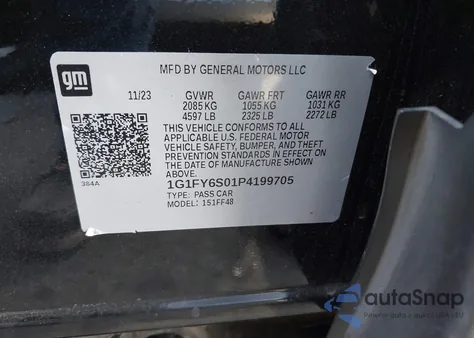 gm
MFD BY GENERAL MOTORS LLC
11/23 GVWR GAWR FRT GAWR RR
2085 KG 1055 KG 1031 KG
4597 LB 2325 LB 2272 LB
THIS VEHICLE CONFORMS TO ALL
APPLICABLE U.S. FEDERAL MOTOR
VEHICLE SAFETY, BUMPER, AND THEFT
PREVENTION STANDARDS IN EFFECT ON
THE DATE OF MANUFACTURE SHOWN
ABOVE.
384A
1G1FY6S01P4199705
TYPE: PASS CAR
MODEL: 1S1FF48
autaSnap